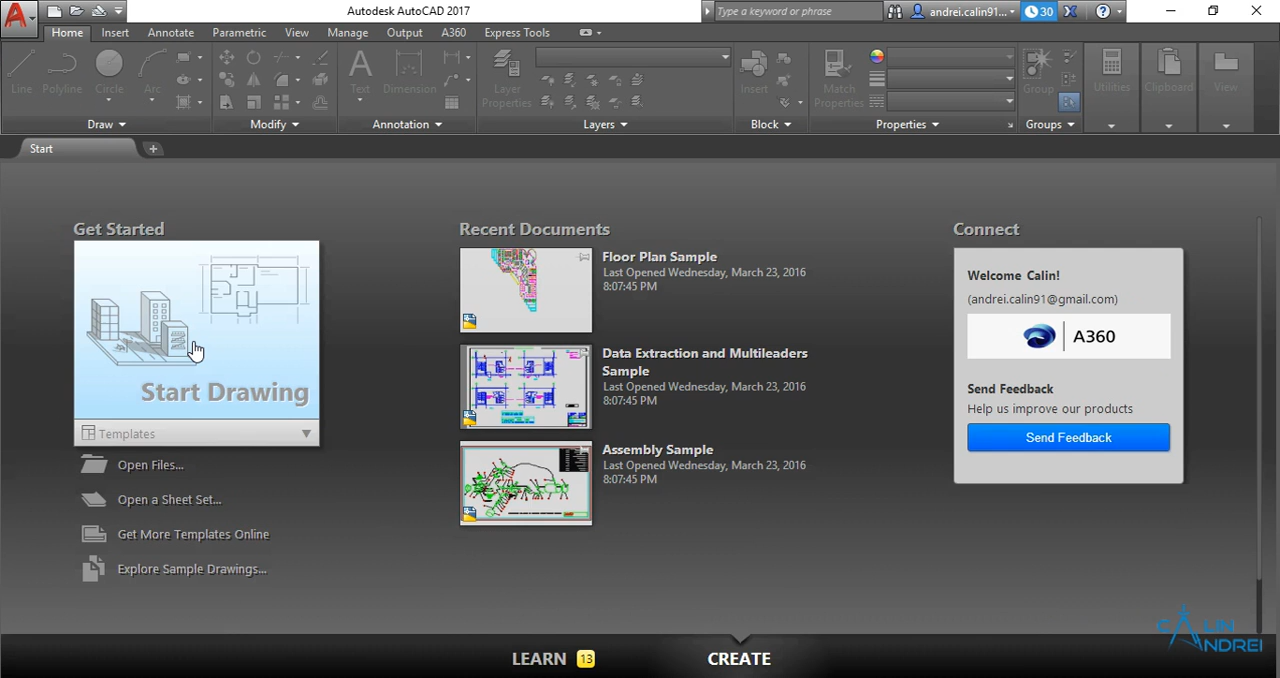 Autodesk AutoCAD 2017
Type a keyword or phrase
andrei.calin91...
30
Home
Insert
Annotate
Parametric
View
Manage
Output
A360
Express Tools
Line
Polyline
Circle
Arc
Text
Dimension
Layer
Properties
Insert
Match
Properties
Group
Utilities
Clipboard
View
Draw
Modify
Annotation
Layers
Block
Properties
Groups
Start
Get Started
Start Drawing
Templates
Open Files...
Open a Sheet Set...
Get More Templates Online
Explore Sample Drawings...
Recent Documents
Floor Plan Sample
Last Opened Wednesday, March 23, 2016
8:07:45 PM
Data Extraction and Multileaders
Sample
Last Opened Wednesday, March 23, 2016
8:07:45 PM
Assembly Sample
Last Opened Wednesday, March 23, 2016
8:07:45 PM
Connect
Welcome Calin!
(andrei.calin91@gmail.com)
A360
Send Feedback
Help us improve our products
Send Feedback
LEARN 13
CREATE
CALIN
ANDREI